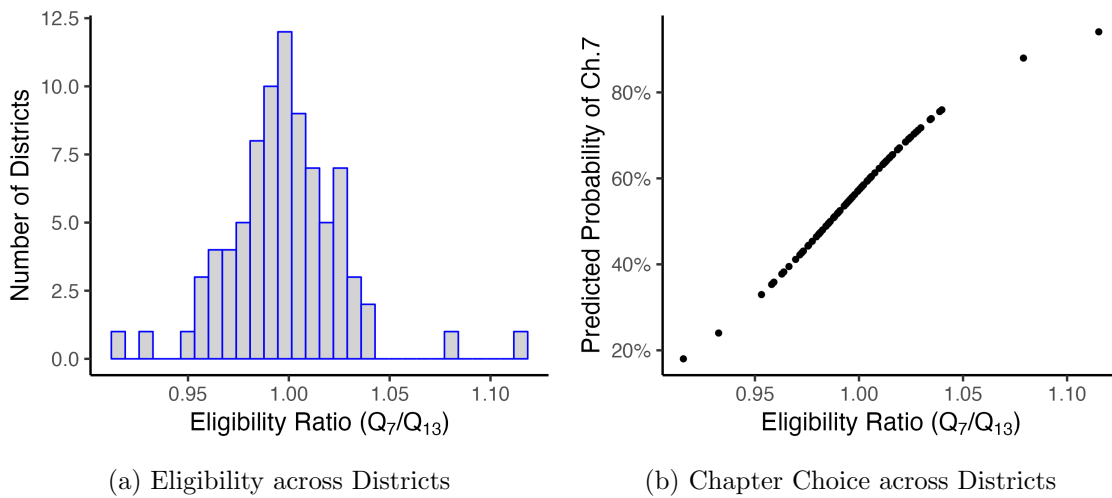 12.5
10.0
7.5
5.0
2.5
0.0
Number of Districts
0.95 1.00 1.05 1.10
Eligibility Ratio (Q₇/Q₁₃)
(a) Eligibility across Districts
80%
60%
40%
20%
Predicted Probability of Ch.7
0.95 1.00 1.05 1.10
Eligibility Ratio (Q₇/Q₁₃)
(b) Chapter Choice across Districts